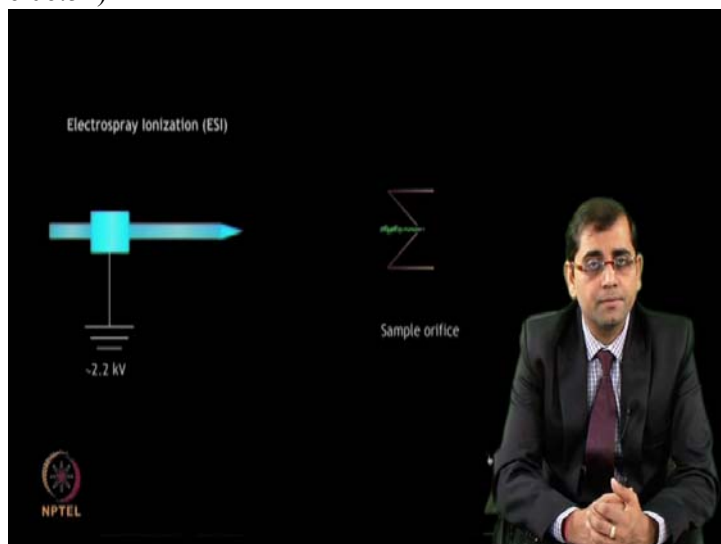 Electrospray Ionization (ESI)
~2.2 kV
Sample orifice
NPTEL